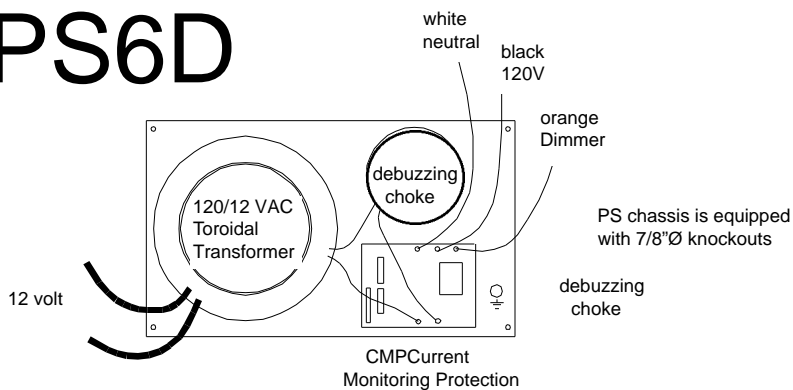 PS6D
white
neutral
black
120V
orange
Dimmer
debuzzing
choke
120/12 VAC
Toroidal
Transformer
PS chassis is equipped
with 7/8"Ø knockouts
12 volt
debuzzing
choke
CMPCurrent
Monitoring Protection